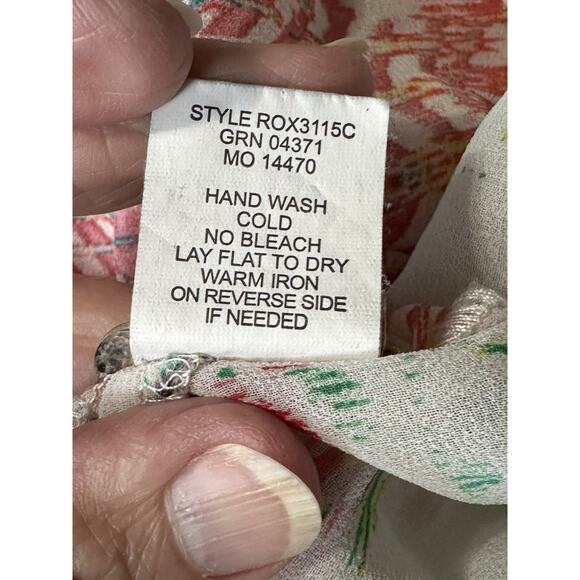 STYLE ROX3115C
GRN 04371
MO 14470
HAND WASH
COLD
NO BLEACH
LAY FLAT TO DRY
WARM IRON
ON REVERSE SIDE
IF NEEDED